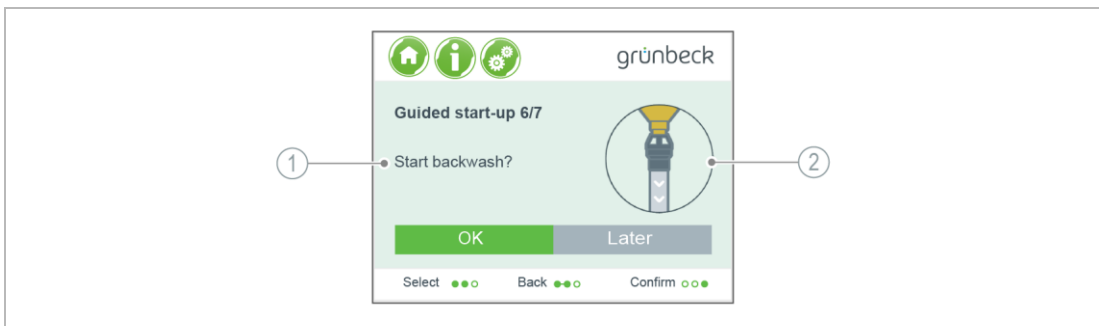 grünbeck
Guided start-up 6/7
1
Start backwash?
2
OK Later
Select Back Confirm